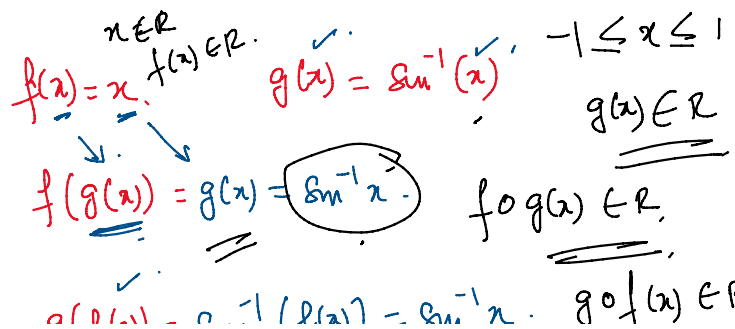 x ∈ R
f(x) ∈ R.
-1 ≤ x ≤ 1
f(x) = x.
g(x) = Sin⁻¹(x)
g(x) ∈ R
f(g(x)) = g(x) = Sin⁻¹x.
fog(x) ∈ R.
g(f(x)) = Sin⁻¹(f(x)) = Sin⁻¹x.
gof(x) ∈ R